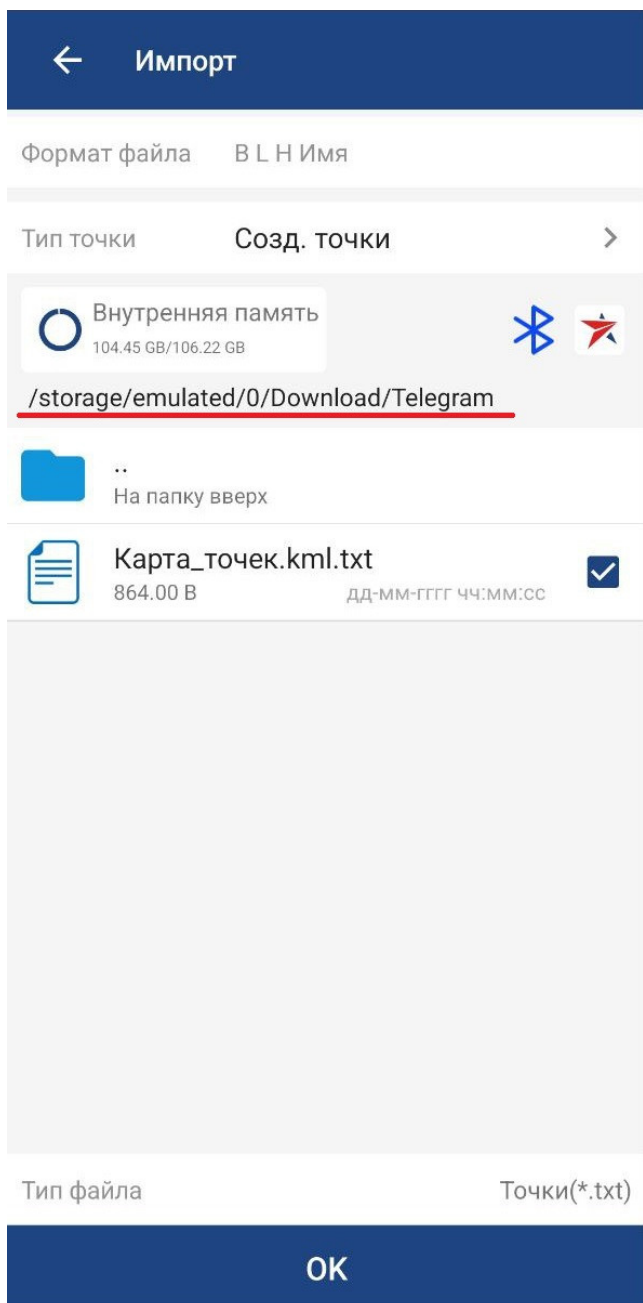 Импорт
Формат файла B L H Имя
Тип точки Созд. точки
Внутренняя память
104.45 GB/106.22 GB
/storage/emulated/0/Download/Telegram
..
На папку вверх
Карта_точек.kml.txt
864.00 B дд-мм-гггг чч:мм:сс
Тип файла Точки(*.txt)
OK